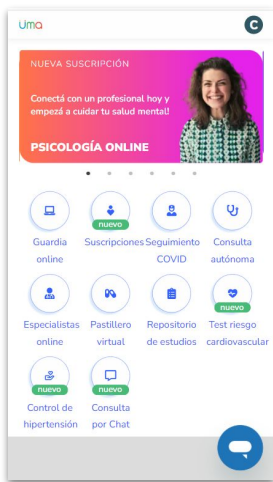 Uma
C
NUEVA SUSCRIPCIÓN
Conectá con un profesional hoy y
empezá a cuidar tu salud mental!
PSICOLOGÍA ONLINE
nuevo
Guardia
online
Suscripciones
Seguimiento
COVID
Consulta
autónoma
nuevo
Especialistas
online
Pastillero
virtual
Repositorio
de estudios
Test riesgo
cardiovascular
nuevo
nuevo
Control de
hipertensión
Consulta
por Chat